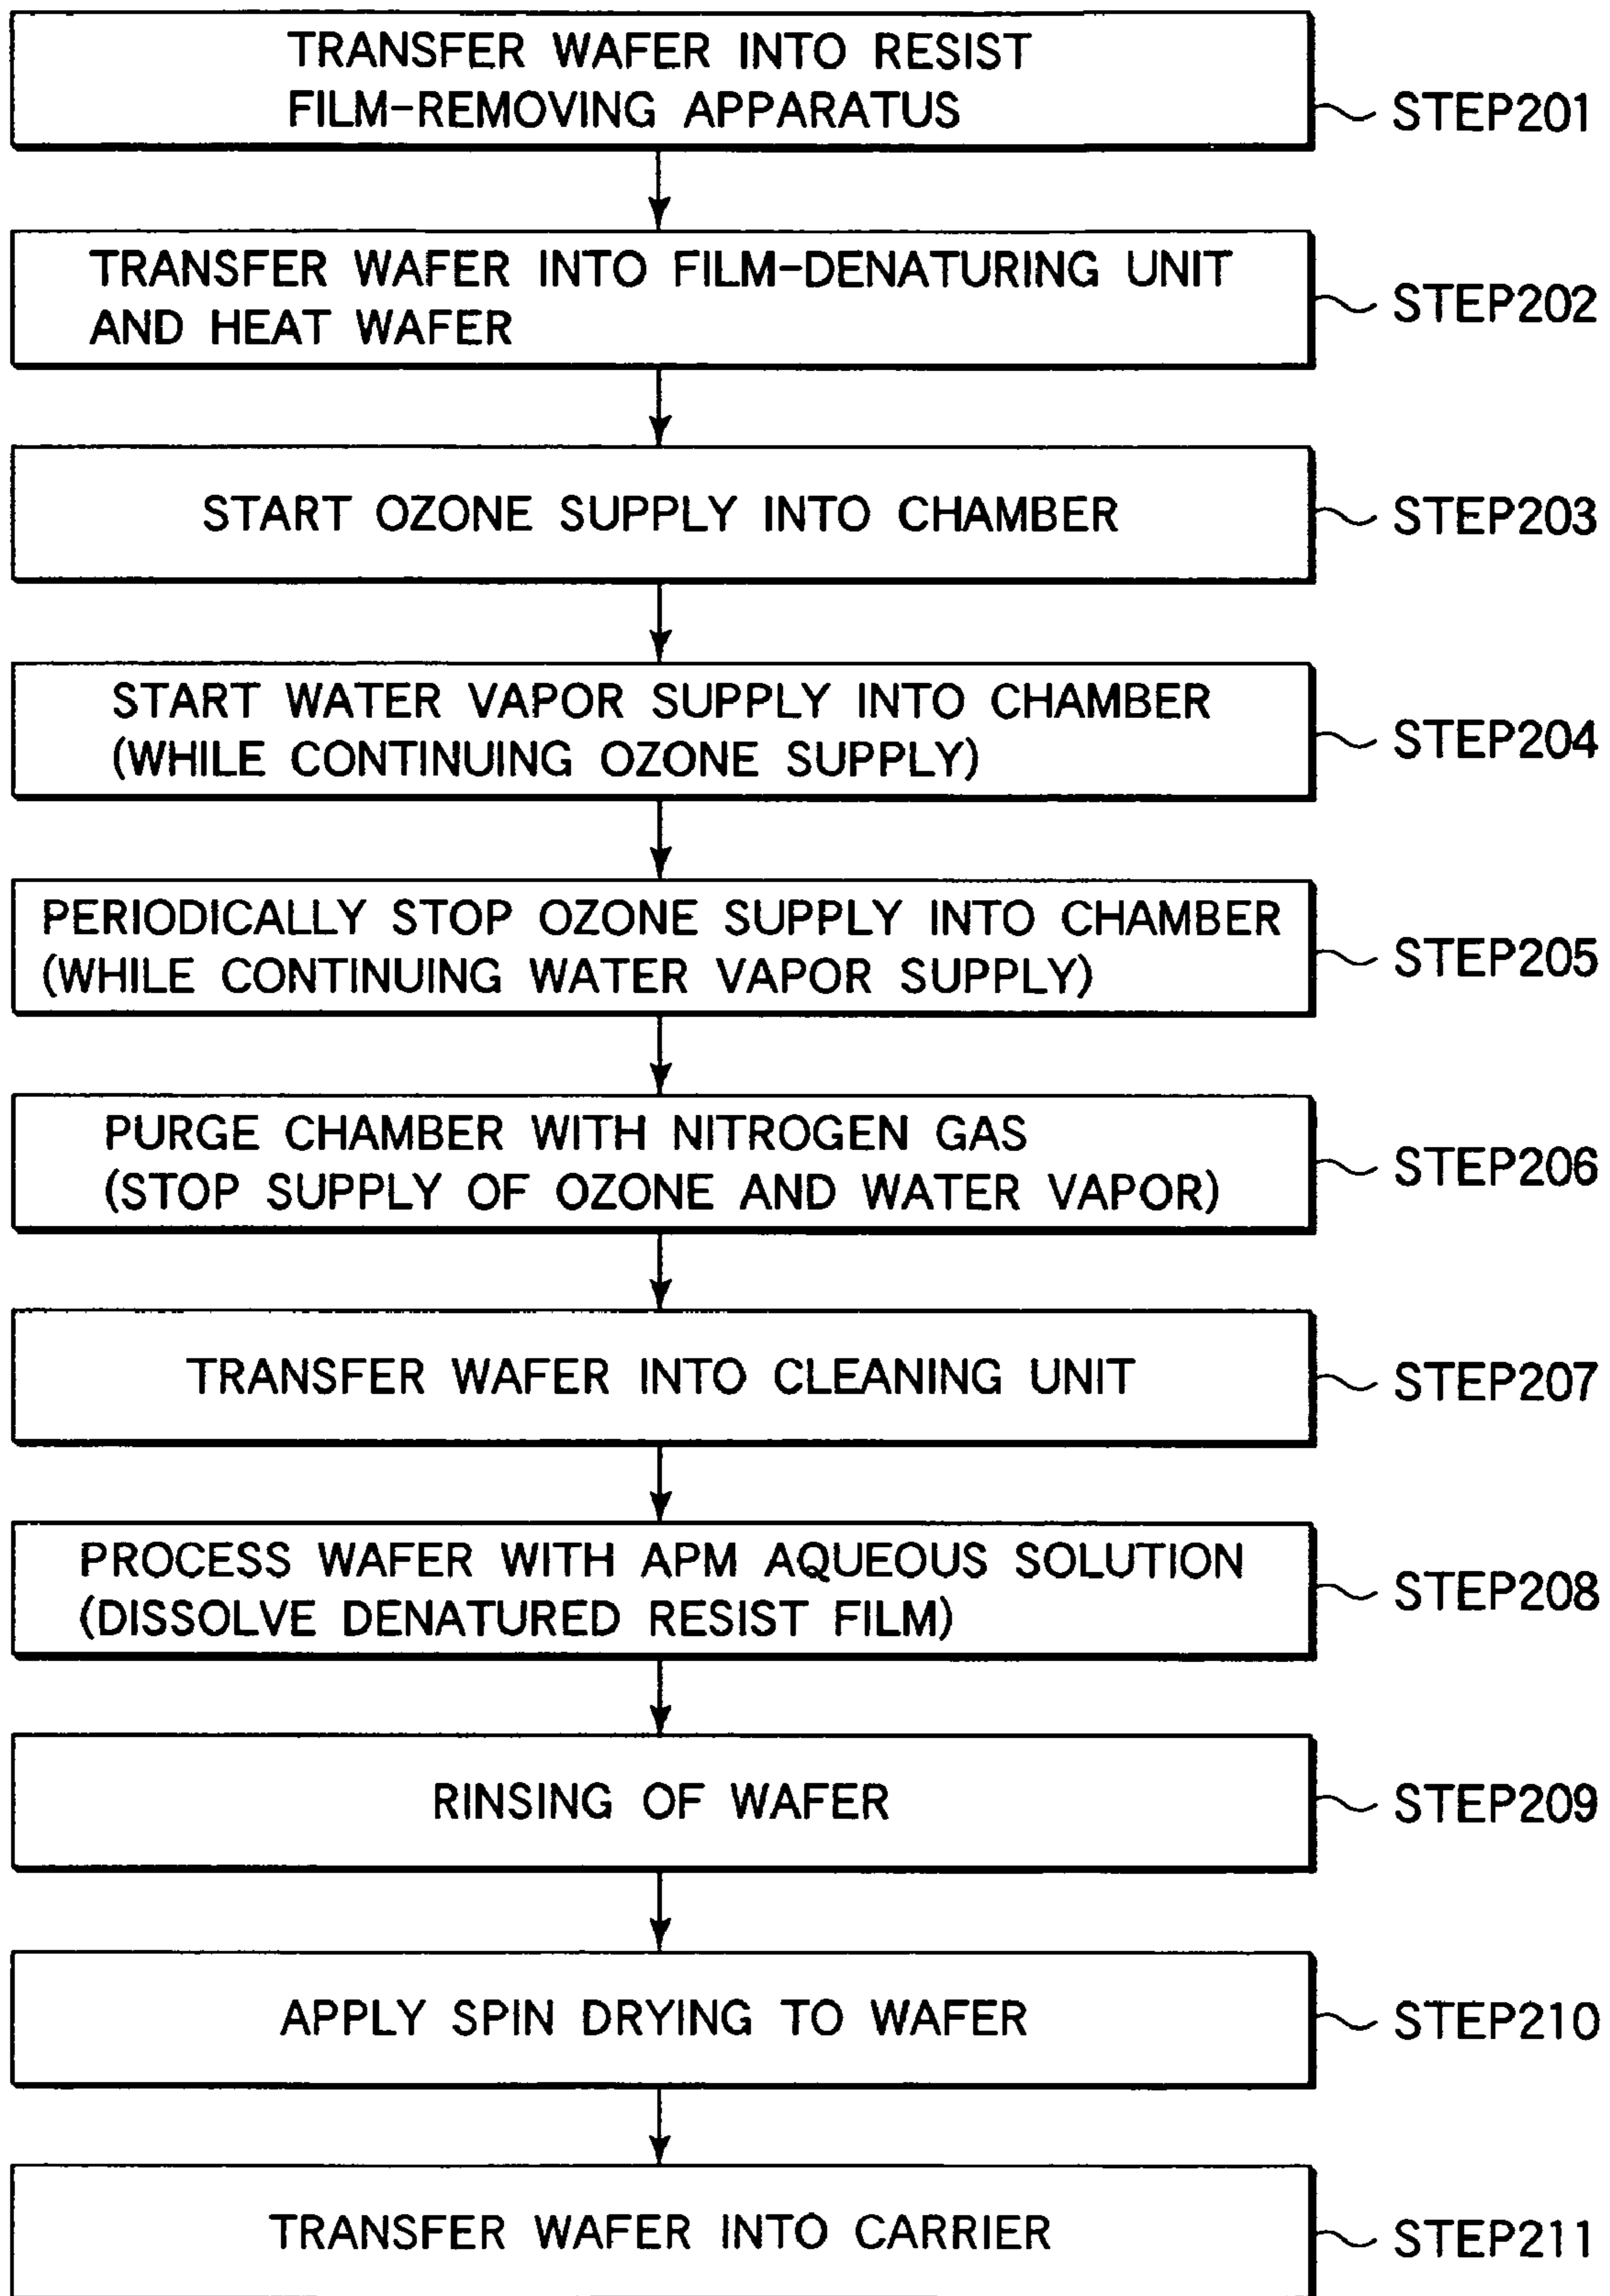 TRANSFER WAFER INTO RESIST
FILM-REMOVING APPARATUS
STEP201
TRANSFER WAFER INTO FILM-DENATURING UNIT
AND HEAT WAFER
STEP202
START OZONE SUPPLY INTO CHAMBER
STEP203
START WATER VAPOR SUPPLY INTO CHAMBER
(WHILE CONTINUING OZONE SUPPLY)
STEP204
PERIODICALLY STOP OZONE SUPPLY INTO CHAMBER
(WHILE CONTINUING WATER VAPOR SUPPLY)
STEP205
PURGE CHAMBER WITH NITROGEN GAS
(STOP SUPPLY OF OZONE AND WATER VAPOR)
STEP206
TRANSFER WAFER INTO CLEANING UNIT
STEP207
PROCESS WAFER WITH APM AQUEOUS SOLUTION
(DISSOLVE DENATURED RESIST FILM)
STEP208
RINSING OF WAFER
STEP209
APPLY SPIN DRYING TO WAFER
STEP210
TRANSFER WAFER INTO CARRIER
STEP211